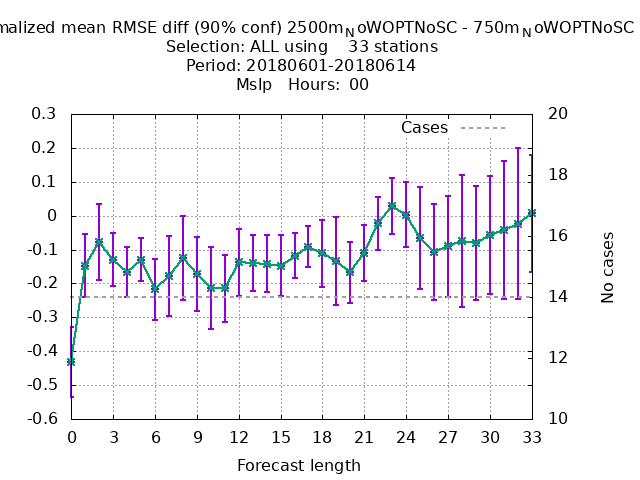 malized mean RMSE diff (90% conf) 2500mNoWOPTNoSC - 750mNoWOPTNoSC
Selection: ALL using 33 stations
Period: 20180601-20180614
Mslp Hours: 00
Cases
0.3
0.2
0.1
0
-0.1
-0.2
-0.3
-0.4
-0.5
-0.6
20
18
16
14
12
10
No cases
0 3 6 9 12 15 18 21 24 27 30 33
Forecast length